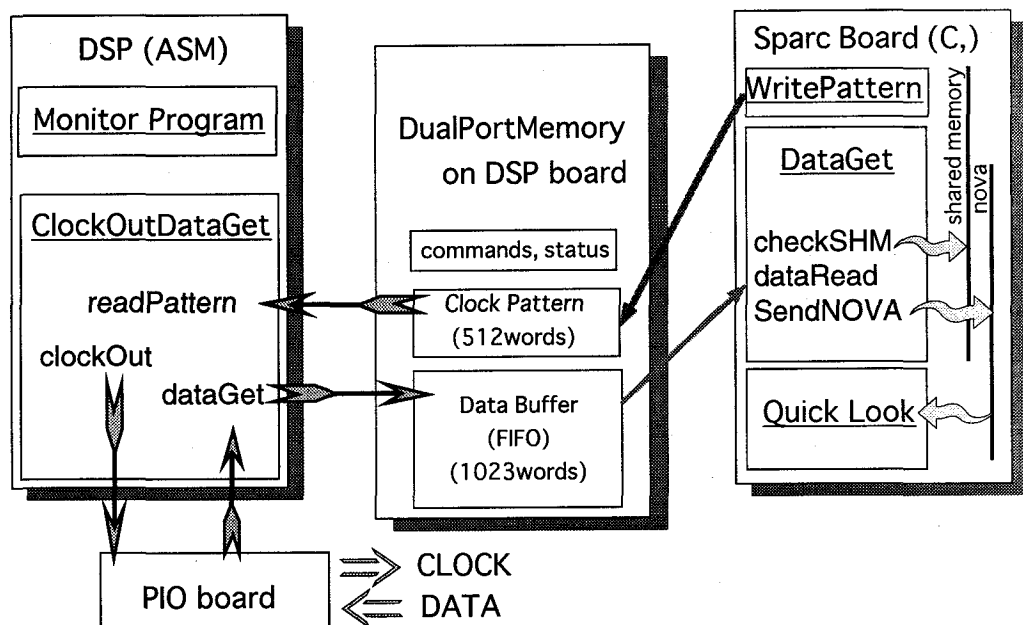 DSP (ASM)
Monitor Program
ClockOutDataGet
readPattern
clockOut
dataGet
DualPortMemory
on DSP board
commands, status
Clock Pattern
(512words)
Data Buffer
(FIFO)
(1023words)
Sparc Board (C,)
WritePattern
DataGet
checkSHM
dataRead
SendNOVA
Quick Look
shared memory
nova
PIO board
CLOCK
DATA